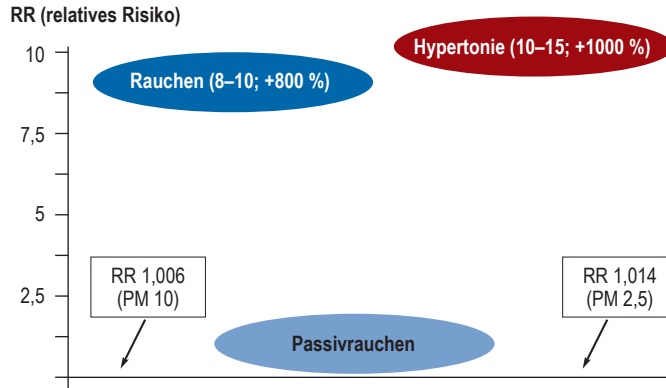 RR (relatives Risiko)
10
7,5
5
2,5
Rauchen (8–10; +800 %)
Hypertonie (10–15; +1000 %)
RR 1,006
(PM 10)
RR 1,014
(PM 2,5)
Passivrauchen